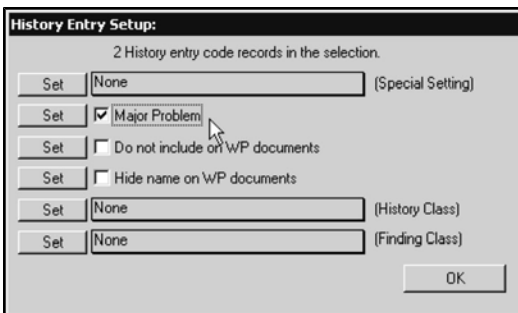 History Entry Setup:
2 History entry code records in the selection.
Set None (Special Setting)
Set Major Problem
Set Do not include on WP documents
Set Hide name on WP documents
Set None (History Class)
Set None (Finding Class)
OK